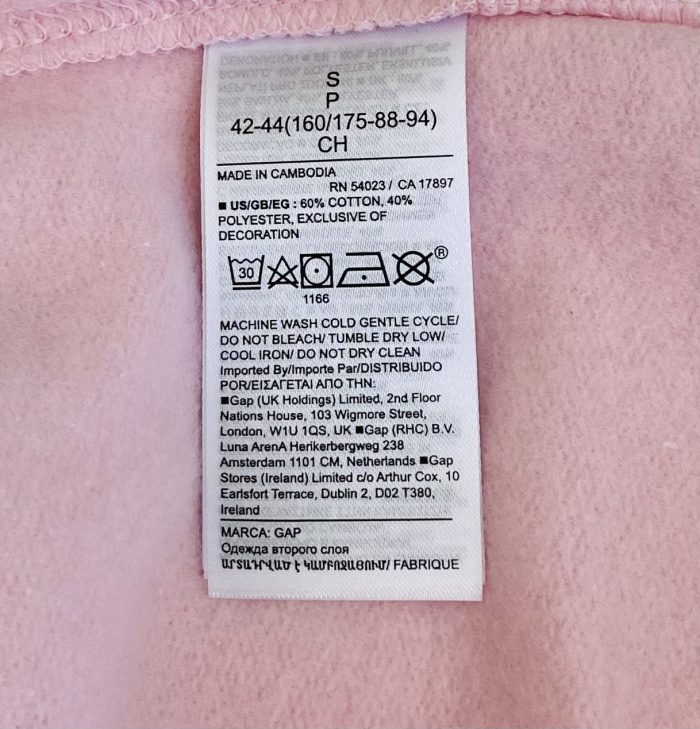 S
P
42-44(160/175-88-94)
CH
MADE IN CAMBODIA
RN 54023 / CA 17897
■ US/GB/EG : 60% COTTON, 40%
POLYESTER, EXCLUSIVE OF
DECORATION
30
®
1166
MACHINE WASH COLD GENTLE CYCLE/
DO NOT BLEACH/ TUMBLE DRY LOW/
COOL IRON/ DO NOT DRY CLEAN
Imported By/Importe Par/DISTRIBUIDO
POR/ΕΙΣΑΓΕΤΑΙ ΑΠΟ ΤΗΝ:
■Gap (UK Holdings) Limited, 2nd Floor
Nations House, 103 Wigmore Street,
London, W1U 1QS, UK ■Gap (RHC) B.V.
Luna ArenA Herikerbergweg 238
Amsterdam 1101 CM, Netherlands ■Gap
Stores (Ireland) Limited c/o Arthur Cox, 10
Earlsfort Terrace, Dublin 2, D02 T380,
Ireland
MARCA: GAP
Одежда второго слоя
ԱՐՏԱԴՐՎԱԾ Է ԿԱՄԲՈՋԱՅՈՒՄ/ FABRIQUE